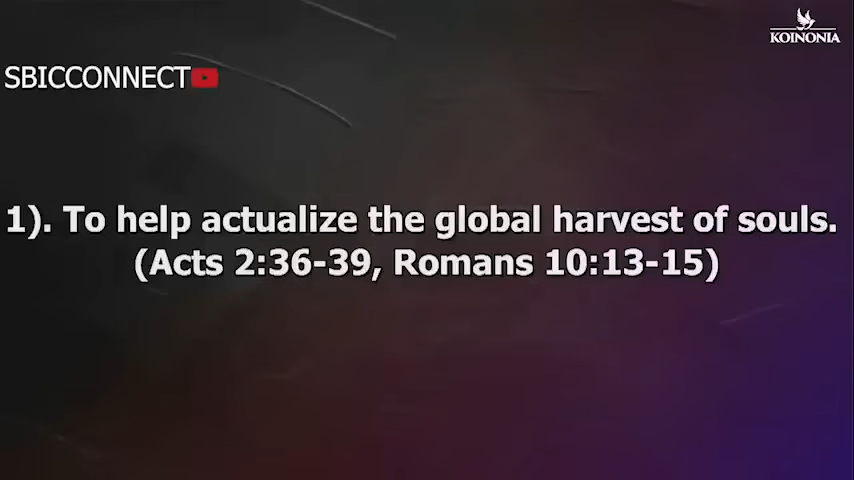 KOINONIA
SBICCONNECT
1). To help actualize the global harvest of souls.
(Acts 2:36-39, Romans 10:13-15)